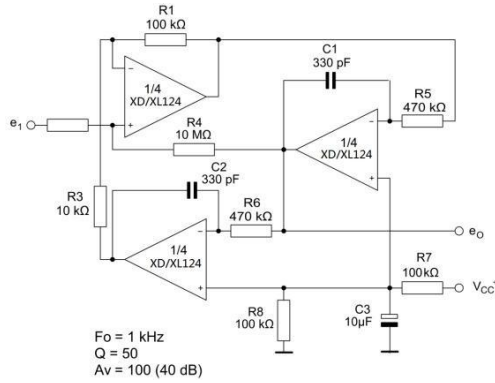 R1
100 kΩ
C1
330 pF
R5
470 kΩ
1/4
XD/XL124
−
+
e1
R4
10 MΩ
1/4
XD/XL124
−
+
C2
330 pF
R3
10 kΩ
R6
470 kΩ
1/4
XD/XL124
−
+
eO
R7
100kΩ
VCC
R8
100 kΩ
C3
10µF
Fo = 1 kHz
Q = 50
Av = 100 (40 dB)